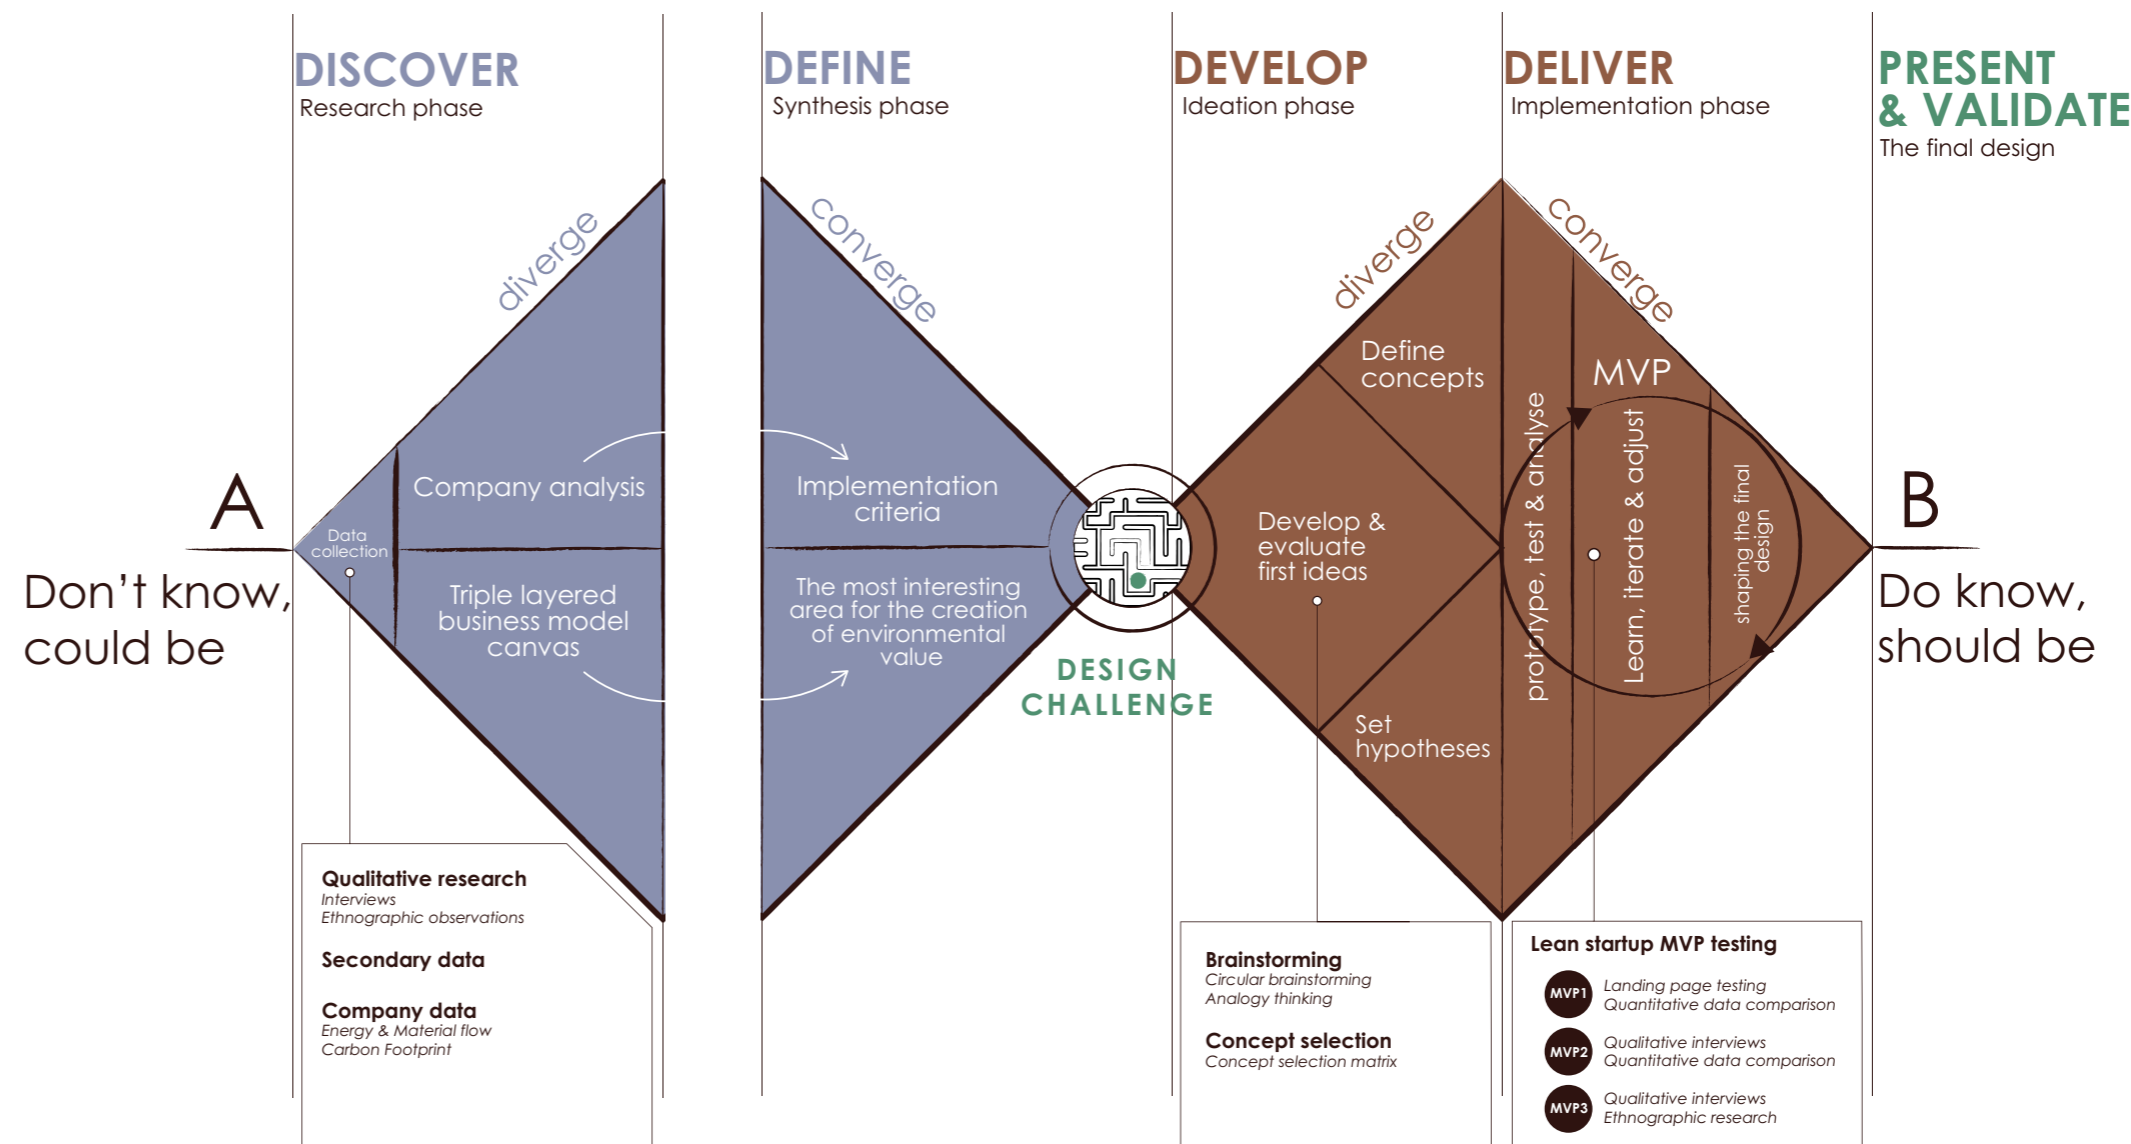 DISCOVER
Research phase
DEFINE
Synthesis phase
DEVELOP
Ideation phase
DELIVER
Implementation phase
PRESENT
& VALIDATE
The final design
diverge
converge
diverge
converge
A
Don't know,
could be
Data
collection
Company analysis
Triple layered
business model
canvas
Implementation
criteria
The most interesting
area for the creation
of environmental
value
DESIGN
CHALLENGE
Define
concepts
Develop &
evaluate
first ideas
Set
hypotheses
prototype, test & analyse
MVP
Learn, iterate & adjust
shaping the final
design
B
Do know,
should be
Qualitative research
Interviews
Ethnographic observations
Secondary data
Company data
Energy & Material flow
Carbon Footprint
Brainstorming
Circular brainstorming
Analogy thinking
Concept selection
Concept selection matrix
Lean startup MVP testing
MVP1
Landing page testing
Quantitative data comparison
MVP2
Qualitative interviews
Quantitative data comparison
MVP3
Qualitative interviews
Ethnographic research